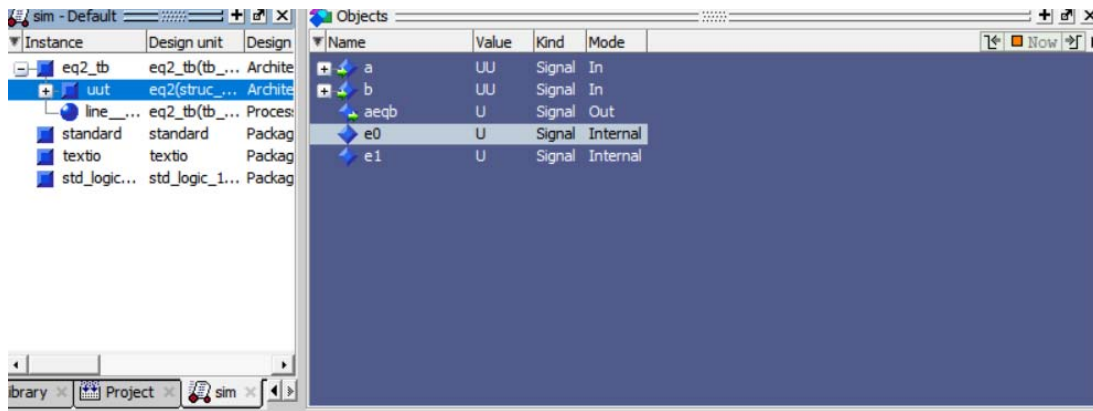 sim - Default
Instance Design unit Design
eq2_tb eq2_tb(tb_... Archite
uut eq2(struc_... Archite
line__... eq2_tb(tb_... Proces
standard standard Packag
textio textio Packag
std_logic... std_logic_1... Packag
ibrary Project sim
Objects
Name Value Kind Mode
Now
a UU Signal In
b UU Signal In
aeqb U Signal Out
e0 U Signal Internal
e1 U Signal Internal